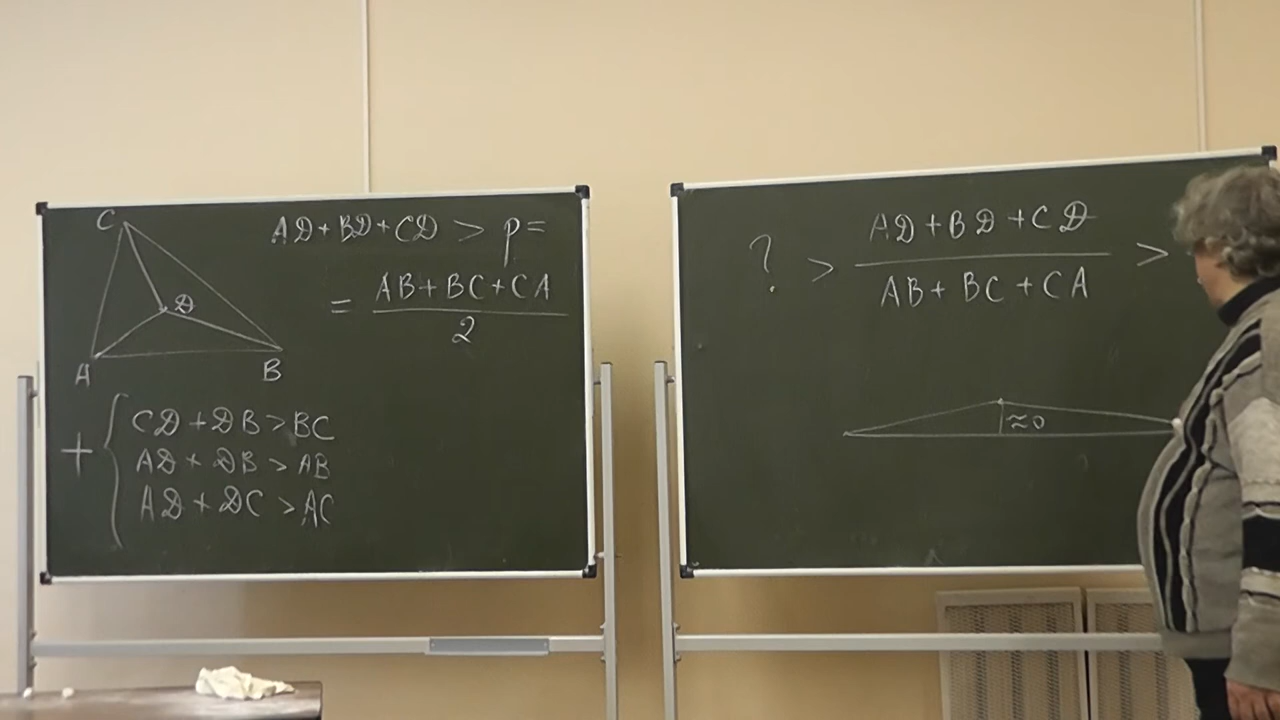 C
D
A
B
AD+BD+CD > p=
= AB+BC+CA
2
+ { CD+DB>BC
AD+DB>AB
AD+DC>AC
? > AD+BD+CD >
AB+BC+CA
≈0